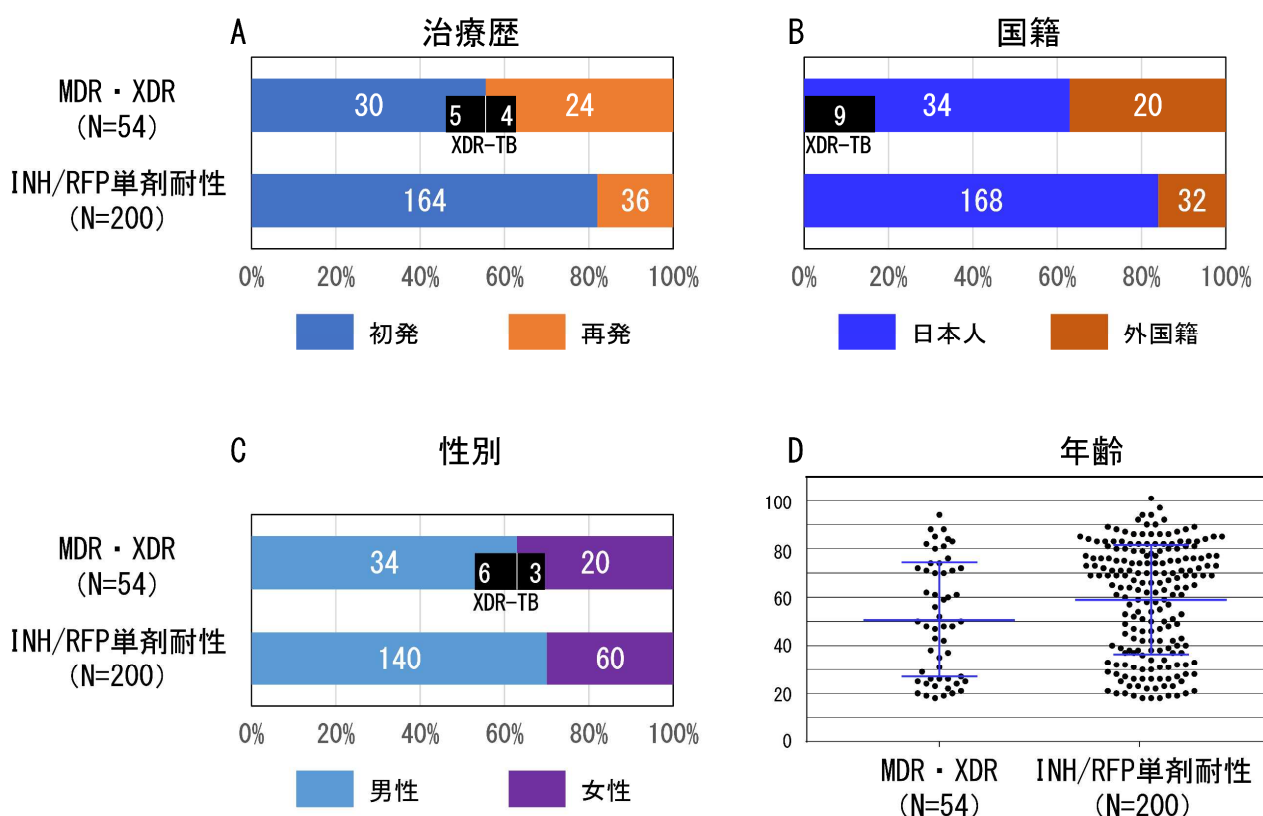 A 治療歴
MDR・XDR
(N=54)
30
5
4
24
XDR-TB
INH/RFP単剤耐性
(N=200)
164
36
0% 20% 40% 60% 80% 100%
初発 再発
B 国籍
9
34
20
XDR-TB
168
32
0% 20% 40% 60% 80% 100%
日本人 外国籍
C 性別
MDR・XDR
(N=54)
34
6
3
20
XDR-TB
INH/RFP単剤耐性
(N=200)
140
60
0% 20% 40% 60% 80% 100%
男性 女性
D 年齢
100
80
60
40
20
0
MDR・XDR
(N=54)
INH/RFP単剤耐性
(N=200)